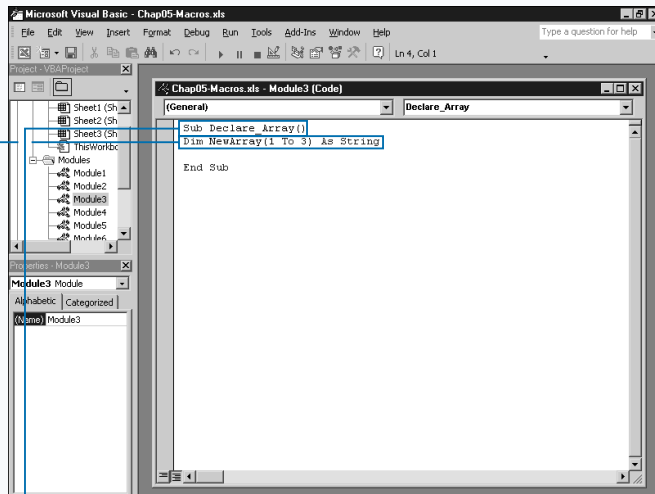 Microsoft Visual Basic - Chap05-Macros.xls
File Edit View Insert Format Debug Run Tools Add-Ins Window Help
Type a question for help
Ln 4, Col 1
Project - VBAProject
Sheet1 (Sh
Sheet2 (Sh
Sheet3 (Sh
ThisWorkbo
Modules
Module1
Module2
Module3
Module4
Module5
Module6
Properties - Module3
Module3 Module
Alphabetic Categorized
(Name) Module3
Chap05-Macros.xls - Module3 (Code)
(General) Declare_Array
Sub Declare_Array()
Dim NewArray(1 To 3) As String
End Sub